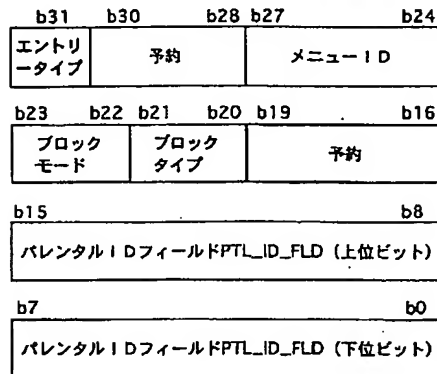 b31 b30 b28 b27 b24
エントリ
ータイプ
予約
メニューID
b23 b22 b21 b20 b19 b16
ブロック
モード
ブロック
タイプ
予約
b15 b8
パレンタルIDフィールドPTL_ID_FLD（上位ビット）
b7 b0
パレンタルIDフィールドPTL_ID_FLD（下位ビット）